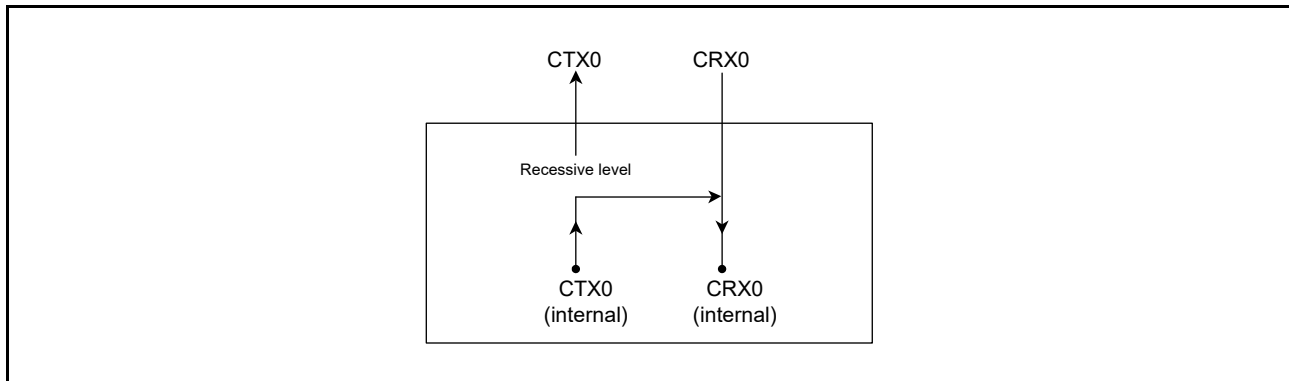 CTX0 CRX0
Recessive level
CTX0 CRX0
(internal) (internal)